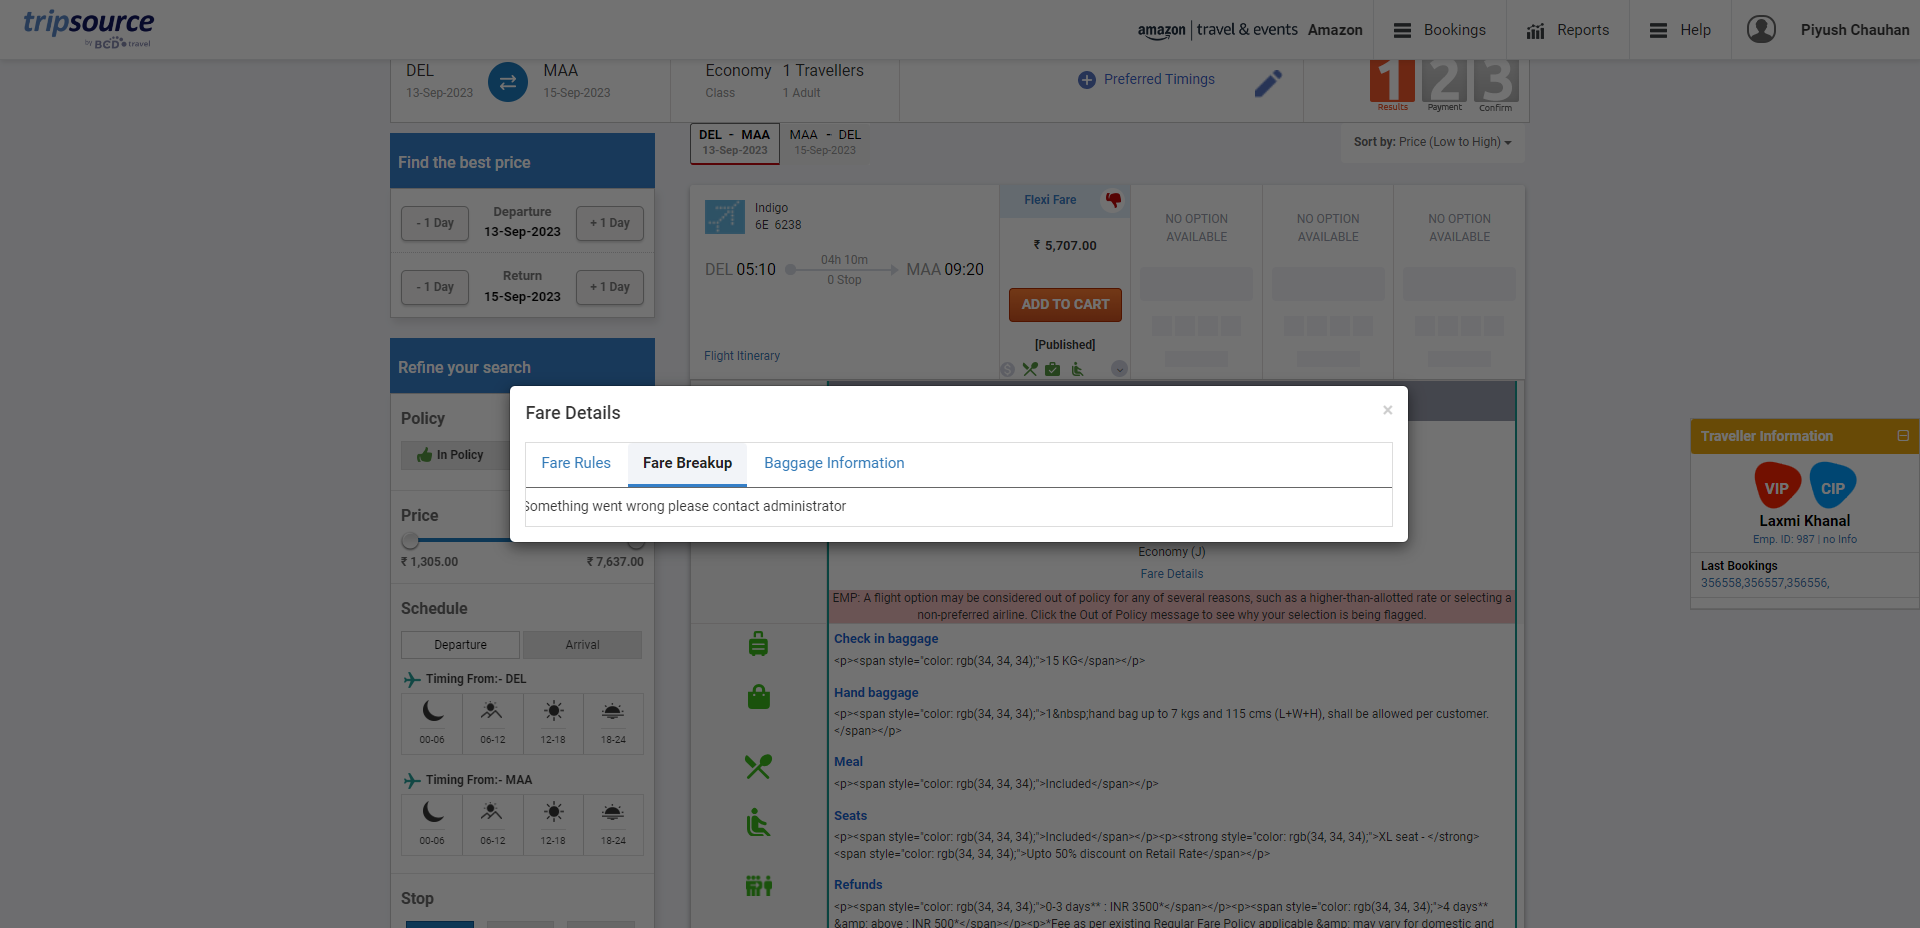 tripsource
by BCD travel
amazon | travel & events Amazon
Bookings
Reports
Help
Piyush Chauhan
DEL
13-Sep-2023
MAA
15-Sep-2023
Economy
Class
1 Travellers
1 Adult
Preferred Timings
1 2 3
Results Payment Confirm
DEL - MAA
13-Sep-2023
MAA - DEL
15-Sep-2023
Sort by: Price (Low to High)
Find the best price
- 1 Day
Departure
13-Sep-2023
+ 1 Day
- 1 Day
Return
15-Sep-2023
+ 1 Day
Refine your search
Policy
In Policy
Price
₹ 1,305.00
₹ 7,637.00
Schedule
Departure
Arrival
Timing From:- DEL
00-06 06-12 12-18 18-24
Timing From:- MAA
00-06 06-12 12-18 18-24
Stop
Indigo
6E 6238
DEL 05:10
04h 10m
0 Stop
MAA 09:20
Flight Itinerary
Flexi Fare
₹ 5,707.00
ADD TO CART
[Published]
NO OPTION
AVAILABLE
NO OPTION
AVAILABLE
NO OPTION
AVAILABLE
Fare Details
×
Fare Rules
Fare Breakup
Baggage Information
Something went wrong please contact administrator
Economy (J)
Fare Details
EMP: A flight option may be considered out of policy for any of several reasons, such as a higher-than-allotted rate or selecting a
non-preferred airline. Click the Out of Policy message to see why your selection is being flagged.
Check in baggage
<p><span style="color: rgb(34, 34, 34);">15 KG</span></p>
Hand baggage
<p><span style="color: rgb(34, 34, 34);">1&nbsp;hand bag up to 7 kgs and 115 cms (L+W+H), shall be allowed per customer.
</span></p>
Meal
<p><span style="color: rgb(34, 34, 34);">Included</span></p>
Seats
<p><span style="color: rgb(34, 34, 34);">Included</span></p><p><strong style="color: rgb(34, 34, 34);">XL seat - </strong>
<span style="color: rgb(34, 34, 34);">Upto 50% discount on Retail Rate</span></p>
Refunds
<p><span style="color: rgb(34, 34, 34);">0-3 days** : INR 3500*</span></p><p><span style="color: rgb(34, 34, 34);">4 days**
&amp; above : INR 500*</span></p><p>*Fee as per existing Regular Fare Policy applicable &amp; may vary for domestic and
Traveller Information
VIP
CIP
Laxmi Khanal
Emp. ID: 987 | no Info
Last Bookings
356558,356557,356556,